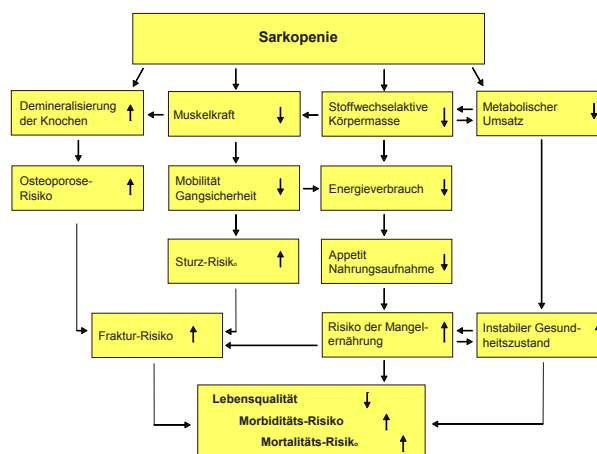 Sarkopenie
Demineralisierung
der Knochen
Muskelkraft
Stoffwechselaktive
Körpermasse
Metabolischer
Umsatz
Osteoporose-
Risiko
Mobilität
Gangsicherheit
Energieverbrauch
Sturz-Risiko
Appetit
Nahrungsaufnahme
Fraktur-Risiko
Risiko der Mangel-
ernährung
Instabiler Gesund-
heitszustand
Lebensqualität
Morbiditäts-Risiko
Mortalitäts-Risiko